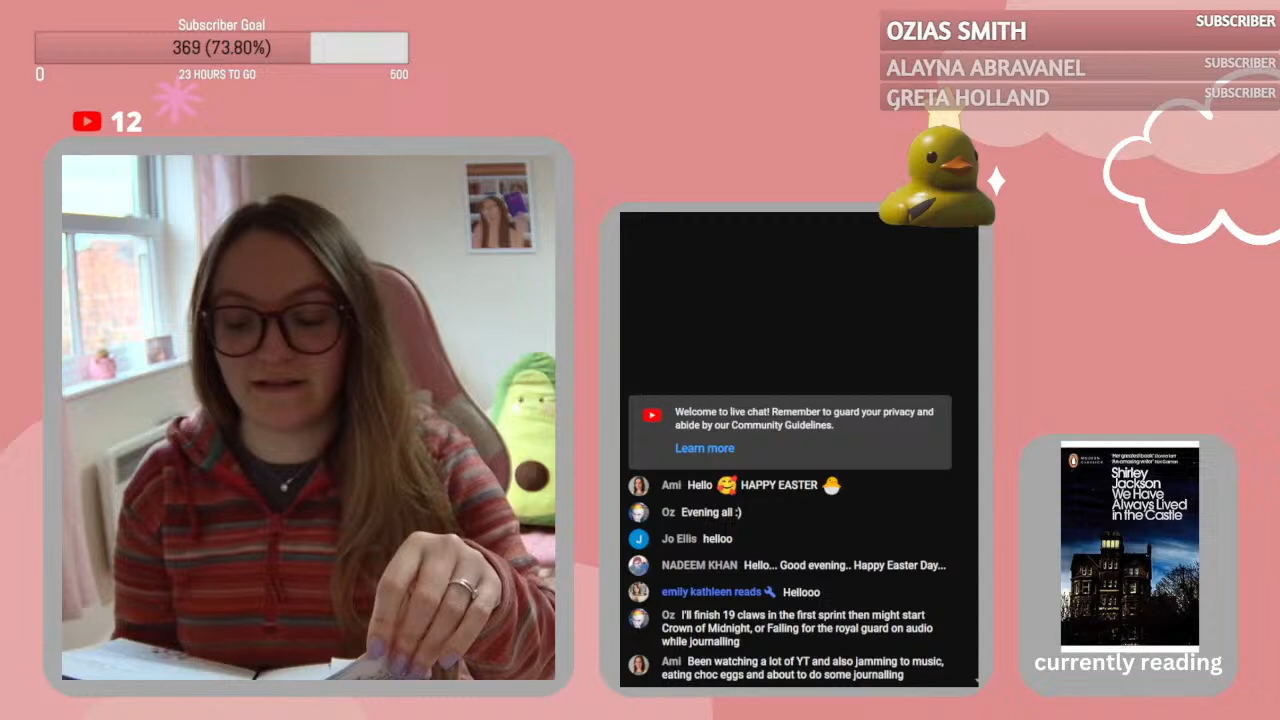 Subscriber Goal
369 (73.80%)
0
23 HOURS TO GO
500
12
OZIAS SMITH
SUBSCRIBER
ALAYNA ABRAVANEL
SUBSCRIBER
GRETA HOLLAND
SUBSCRIBER
Welcome to live chat! Remember to guard your privacy and
abide by our Community Guidelines.
Learn more
Ami Hello 🥰 HAPPY EASTER 🐣
Oz Evening all :)
J
Jo Ellis helloo
NADEEM KHAN Hello... Good evening.. Happy Easter Day...
emily kathleen reads Hellooo
Oz I'll finish 19 claws in the first sprint then might start
Crown of Midnight, or Falling for the royal guard on audio
while journalling
Ami Been watching a lot of YT and also jamming to music,
eating choc eggs and about to do some journalling
Shirley
Jackson
We Have
Always Lived
in the Castle
currently reading